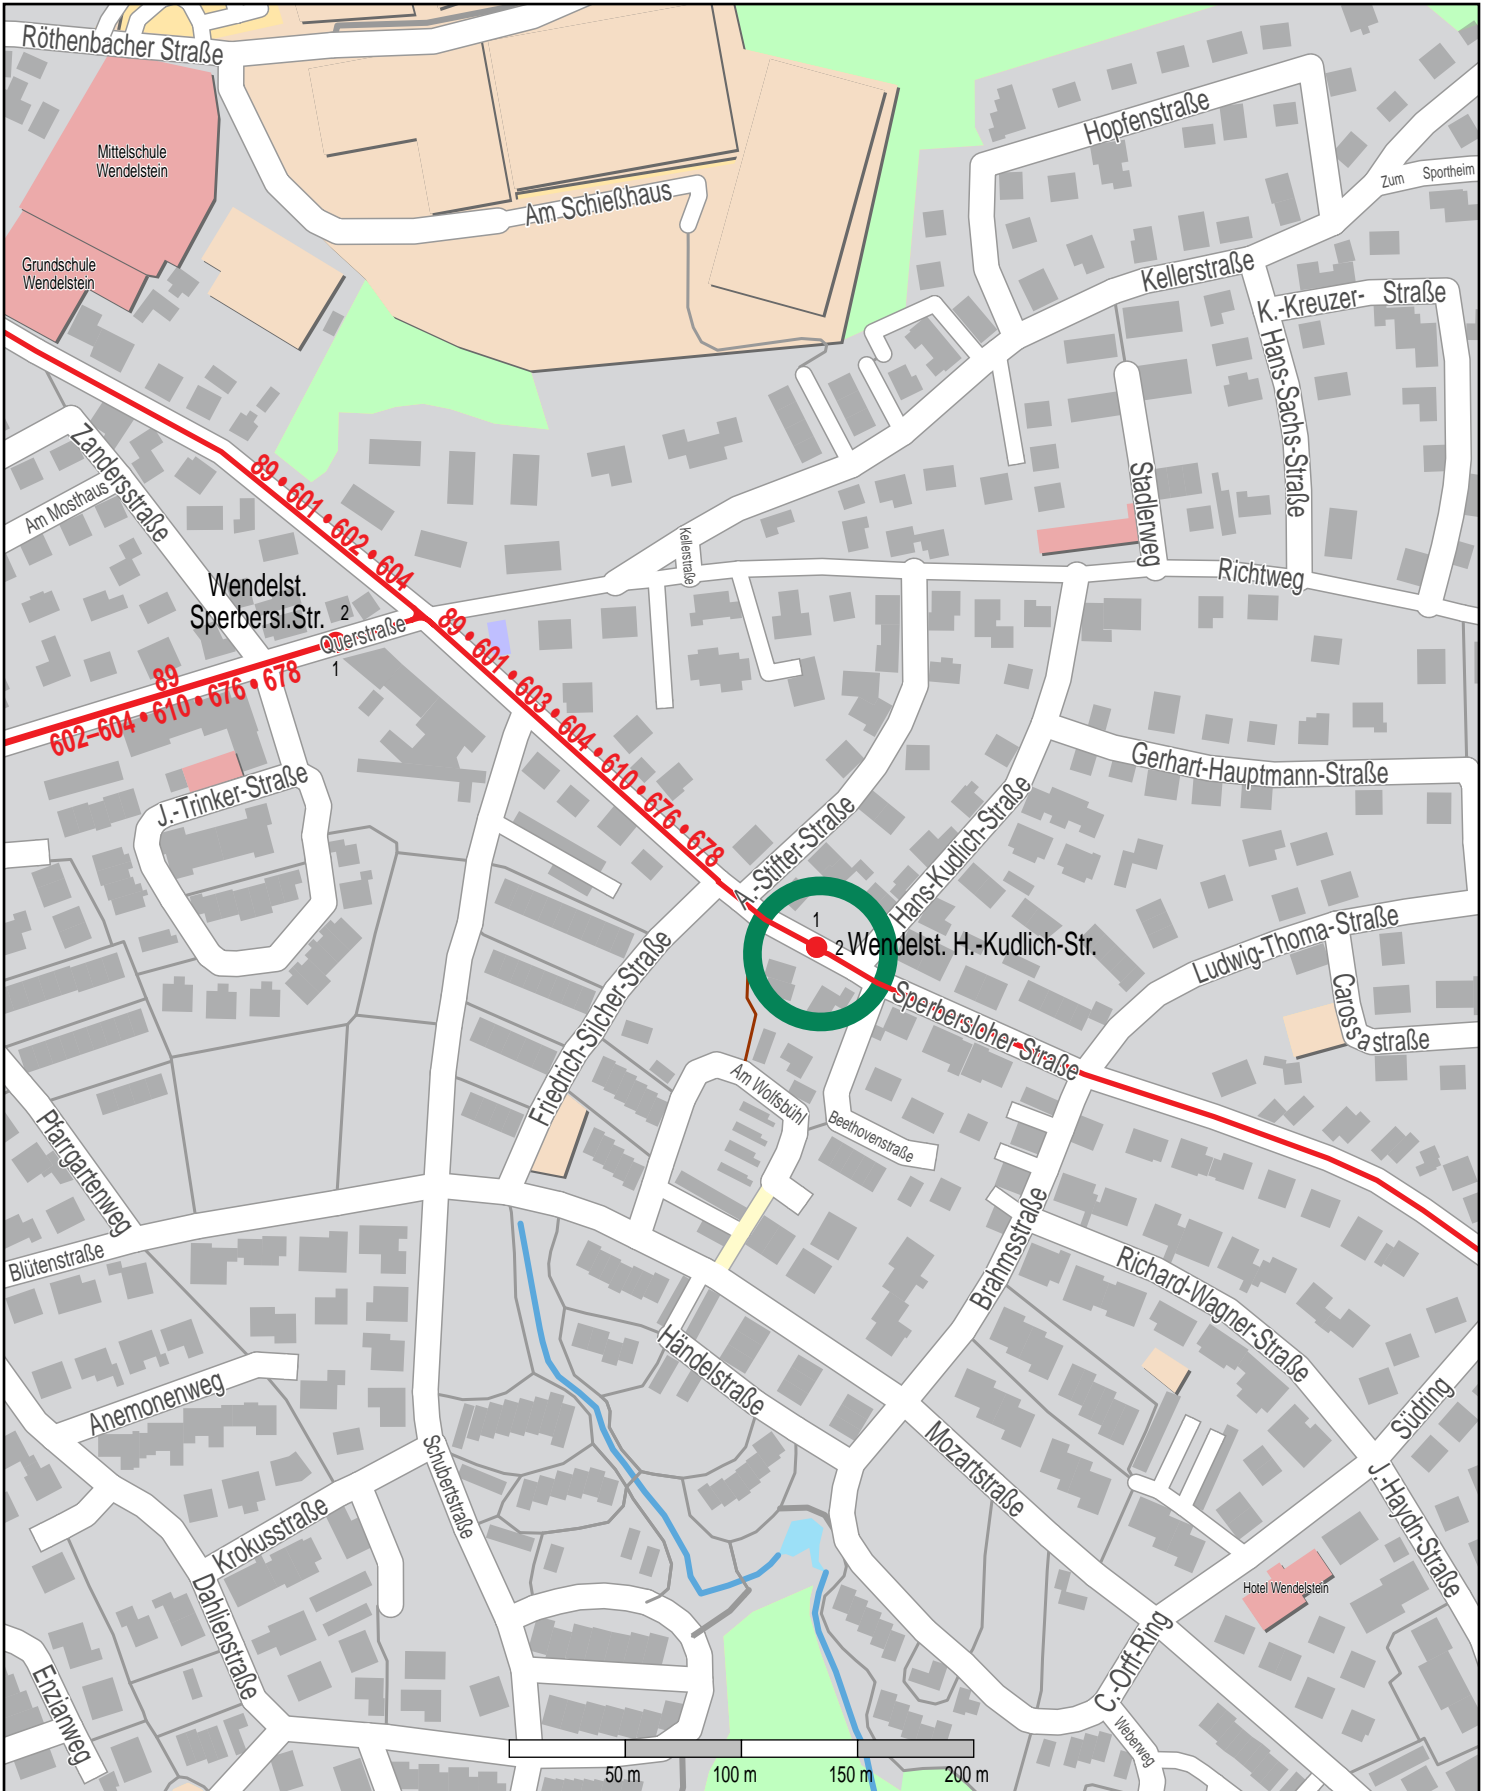 Röthenbacher Straße
Mittelschule
Wendelstein
Grundschule
Wendelstein
Am Schießhaus
Hopfenstraße
Zum Sportheim
Kellerstraße
K.-Kreuzer- Straße
Hans-Sachs-Straße
Stadlerweg
Richtweg
Zandersstraße
Am Mosthaus
89 • 601 • 602 • 604
Kellerstraße
Wendelst.
Sperbersl.Str.
2
Querstraße
1
89
602–604 • 610 • 676 • 678
89 • 601 • 603 • 604 • 610 • 676 • 678
J.-Trinker-Straße
Gerhart-Hauptmann-Straße
A.-Stifter-Straße
Hans-Kudlich-Straße
1
2
Wendelst. H.-Kudlich-Str.
Ludwig-Thoma-Straße
Carossastraße
Sperbersloher Straße
Friedrich-Silcher-Straße
Am Wolfsbühl
Beethovenstraße
Pfarrgartenweg
Blütenstraße
Brahmsstraße
Richard-Wagner-Straße
Händelstraße
Anemonenweg
Mozartstraße
Südring
Schubertstraße
J.-Haydn-Straße
Krokusstraße
Dahlienstraße
Hotel Wendelstein
Enzianweg
C.-Orff-Ring
Weberweg
50 m
100 m
150 m
200 m